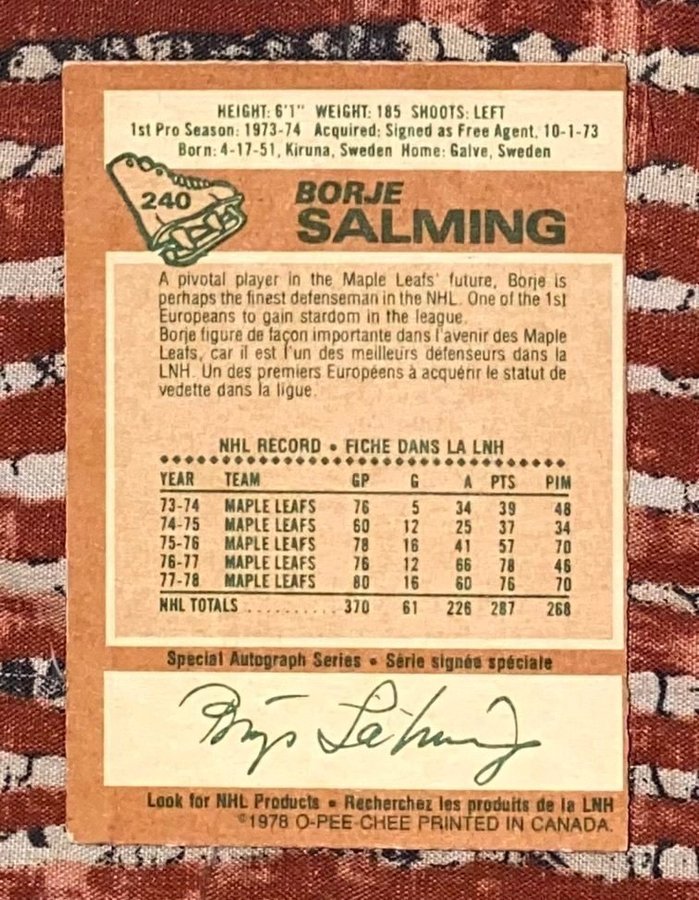 HEIGHT: 6'1" WEIGHT: 185 SHOOTS: LEFT
1st Pro Season: 1973-74 Acquired: Signed as Free Agent, 10-1-73
Born: 4-17-51, Kiruna, Sweden Home: Galve, Sweden
240
BORJE
SALMING
A pivotal player in the Maple Leafs' future, Borje is
perhaps the finest defenseman in the NHL. One of the 1st
Europeans to gain stardom in the league.
Borje figure de façon importante dans l'avenir des Maple
Leafs, car il est l'un des meilleurs défenseurs dans la
LNH. Un des premiers Européens à acquérir le statut de
vedette dans la ligue.
NHL RECORD • FICHE DANS LA LNH
YEAR TEAM GP G A PTS PIM
73-74 MAPLE LEAFS 76 5 34 39 48
74-75 MAPLE LEAFS 60 12 25 37 34
75-76 MAPLE LEAFS 78 16 41 57 70
76-77 MAPLE LEAFS 76 12 66 78 46
77-78 MAPLE LEAFS 80 16 60 76 70
NHL TOTALS .......... 370 61 226 287 268
Special Autograph Series • Série signée spéciale
Börje Salming
Look for NHL Products • Recherchez les produits de la LNH
©1978 O-PEE-CHEE PRINTED IN CANADA.